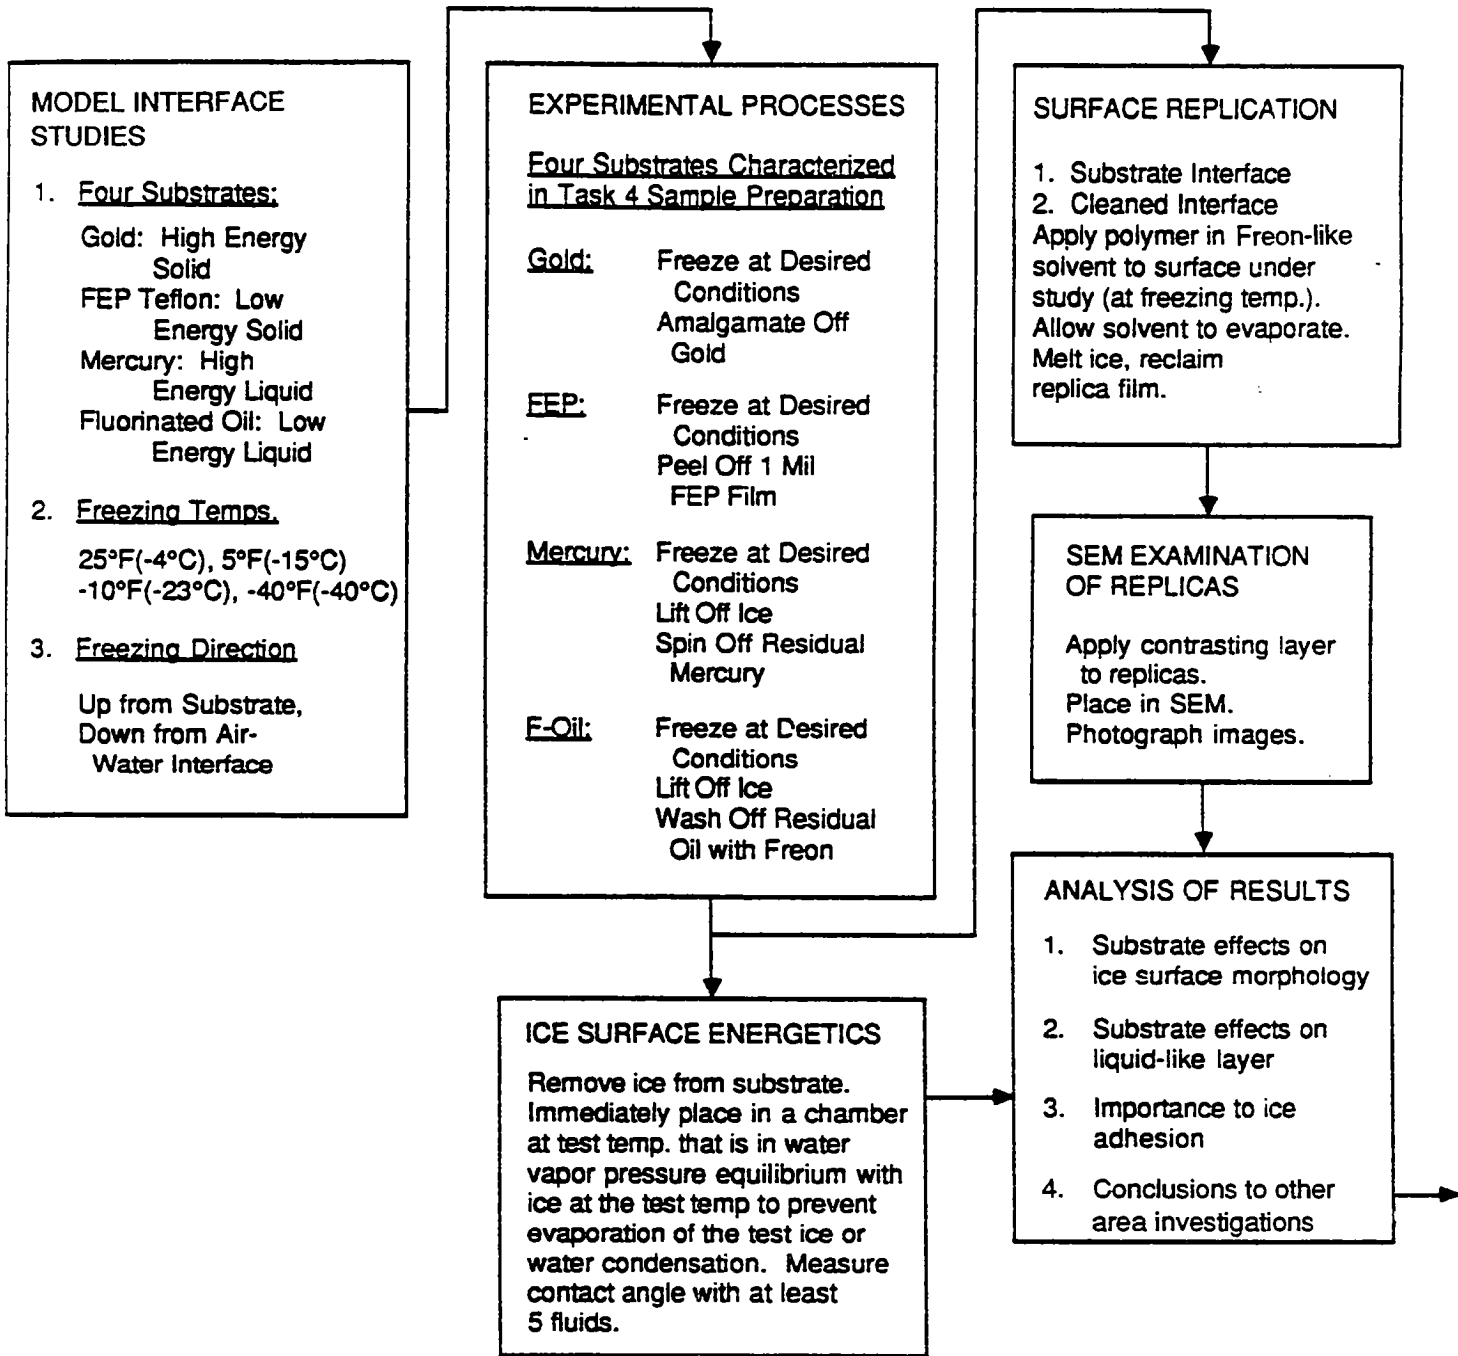 MODEL INTERFACE
STUDIES
1. Four Substrates:
Gold: High Energy
Solid
FEP Teflon: Low
Energy Solid
Mercury: High
Energy Liquid
Fluorinated Oil: Low
Energy Liquid
2. Freezing Temps.
25°F(-4°C), 5°F(-15°C)
-10°F(-23°C), -40°F(-40°C)
3. Freezing Direction
Up from Substrate,
Down from Air-
Water Interface
EXPERIMENTAL PROCESSES
Four Substrates Characterized
in Task 4 Sample Preparation
Gold: Freeze at Desired
Conditions
Amalgamate Off
Gold
FEP: Freeze at Desired
Conditions
Peel Off 1 Mil
FEP Film
Mercury: Freeze at Desired
Conditions
Lift Off Ice
Spin Off Residual
Mercury
F-Oil: Freeze at Desired
Conditions
Lift Off Ice
Wash Off Residual
Oil with Freon
ICE SURFACE ENERGETICS
Remove ice from substrate.
Immediately place in a chamber
at test temp. that is in water
vapor pressure equilibrium with
ice at the test temp to prevent
evaporation of the test ice or
water condensation. Measure
contact angle with at least
5 fluids.
SURFACE REPLICATION
1. Substrate Interface
2. Cleaned Interface
Apply polymer in Freon-like
solvent to surface under
study (at freezing temp.).
Allow solvent to evaporate.
Melt ice, reclaim
replica film.
SEM EXAMINATION
OF REPLICAS
Apply contrasting layer
to replicas.
Place in SEM.
Photograph images.
ANALYSIS OF RESULTS
1. Substrate effects on
ice surface morphology
2. Substrate effects on
liquid-like layer
3. Importance to ice
adhesion
4. Conclusions to other
area investigations